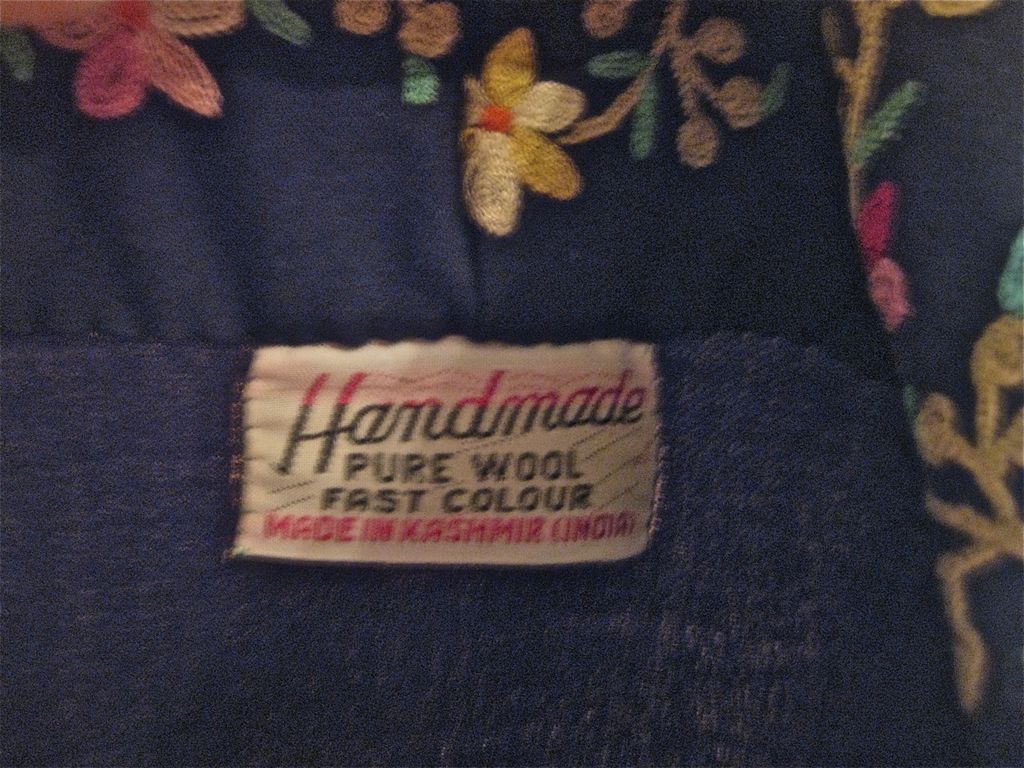 Handmade
PURE WOOL
FAST COLOUR
MADE IN KASHMIR (INDIA)